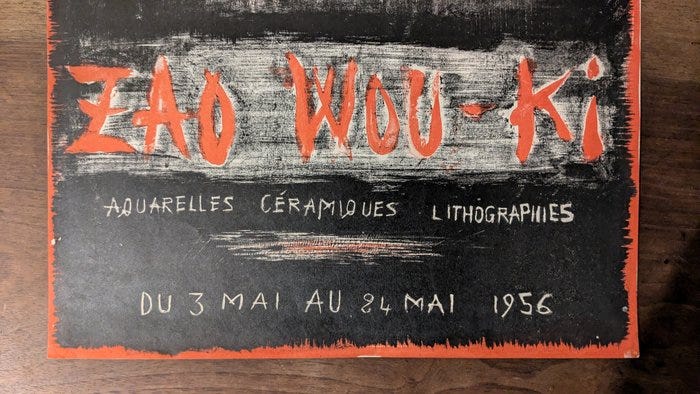 ZAO WOU-Ki
AQUARELLES CÉRAMIQUES LITHOGRAPHIES
DU 3 MAI AU 24 MAI 1956